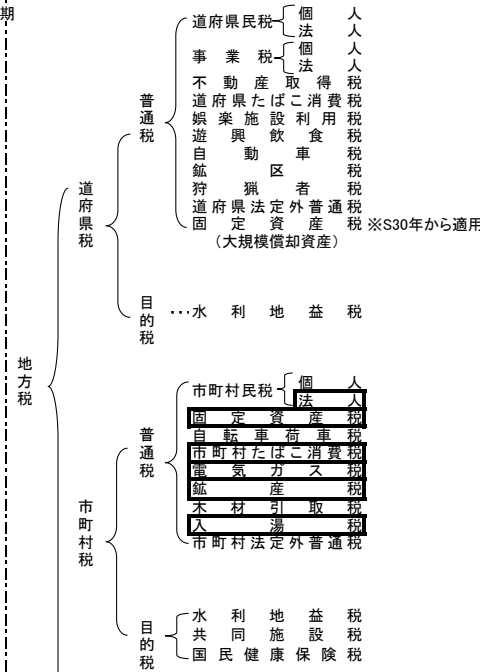 期
地方税
道府県税
普通税
道府県民税
個人
法人
事業税
個人
法人
不動産取得税
道府県たばこ消費税
娯楽施設利用税
遊興飲食税
自動車税
鉱区税
狩猟者税
道府県法定外普通税
固定資産税 ※S30年から適用
（大規模償却資産）
目的税
…水利地益税
市町村税
普通税
市町村民税
個人
法人
固定資産税
自転車荷車税
市町村たばこ消費税
電気ガス税
鉱産税
木材引取税
入湯税
市町村法定外普通税
目的税
水利地益税
共同施設税
国民健康保険税